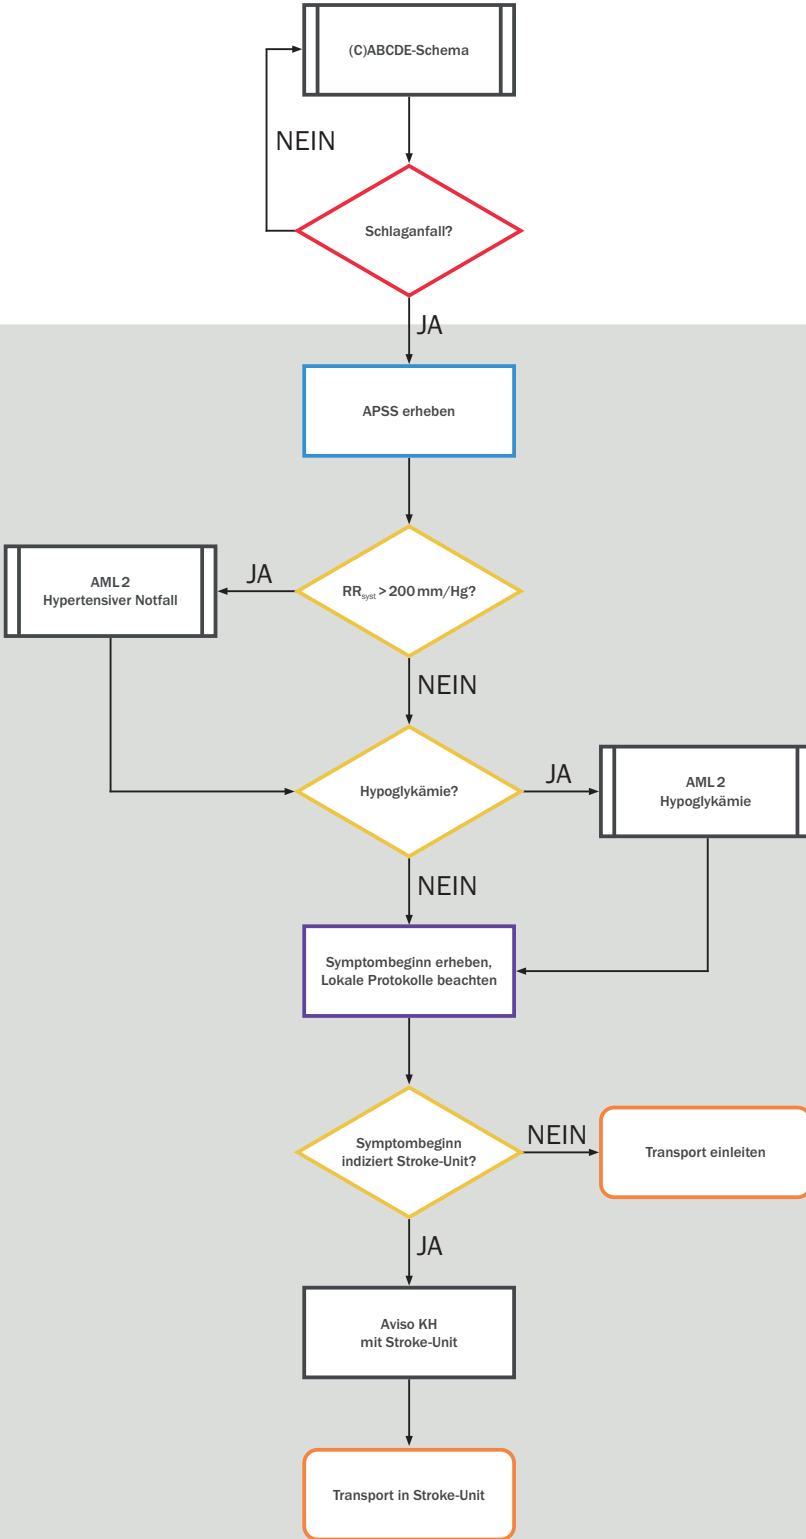 (C)ABCDE-Schema
NEIN
Schlaganfall?
JA
APSS erheben
JA
AML 2
Hypertensiver Notfall
RRsyst > 200 mm/Hg?
NEIN
JA
Hypoglykämie?
AML 2
Hypoglykämie
NEIN
Symptombeginn erheben,
Lokale Protokolle beachten
NEIN
Symptombeginn
indiziert Stroke-Unit?
Transport einleiten
JA
Aviso KH
mit Stroke-Unit
Transport in Stroke-Unit